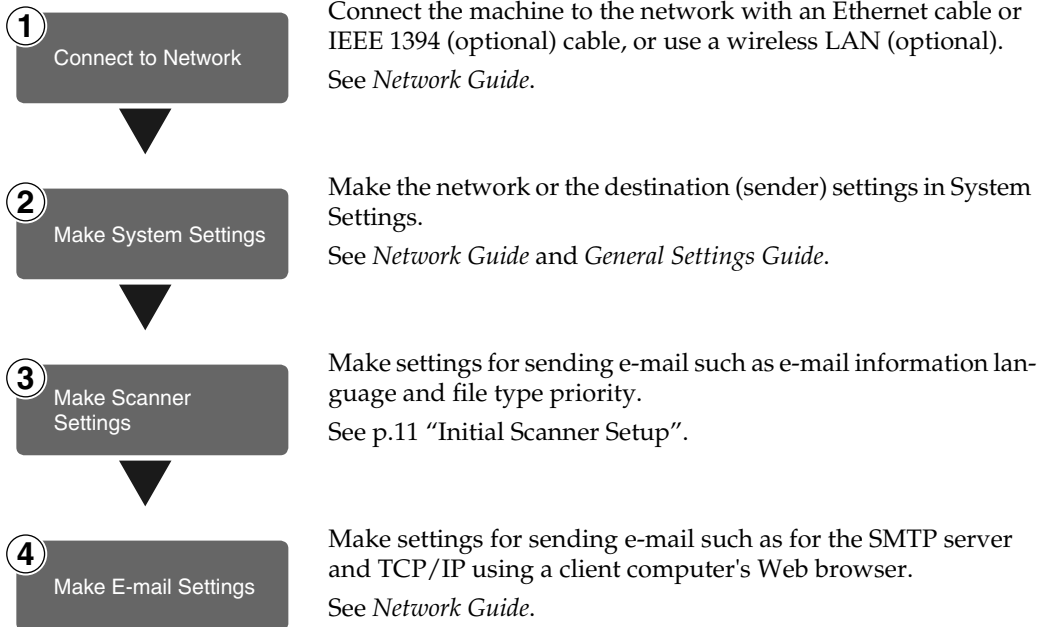 1
Connect to Network
Connect the machine to the network with an Ethernet cable or
IEEE 1394 (optional) cable, or use a wireless LAN (optional).
See Network Guide.
2
Make System Settings
Make the network or the destination (sender) settings in System
Settings.
See Network Guide and General Settings Guide.
3
Make Scanner
Settings
Make settings for sending e-mail such as e-mail information lan-
guage and file type priority.
See p.11 “Initial Scanner Setup”.
4
Make E-mail Settings
Make settings for sending e-mail such as for the SMTP server
and TCP/IP using a client computer's Web browser.
See Network Guide.